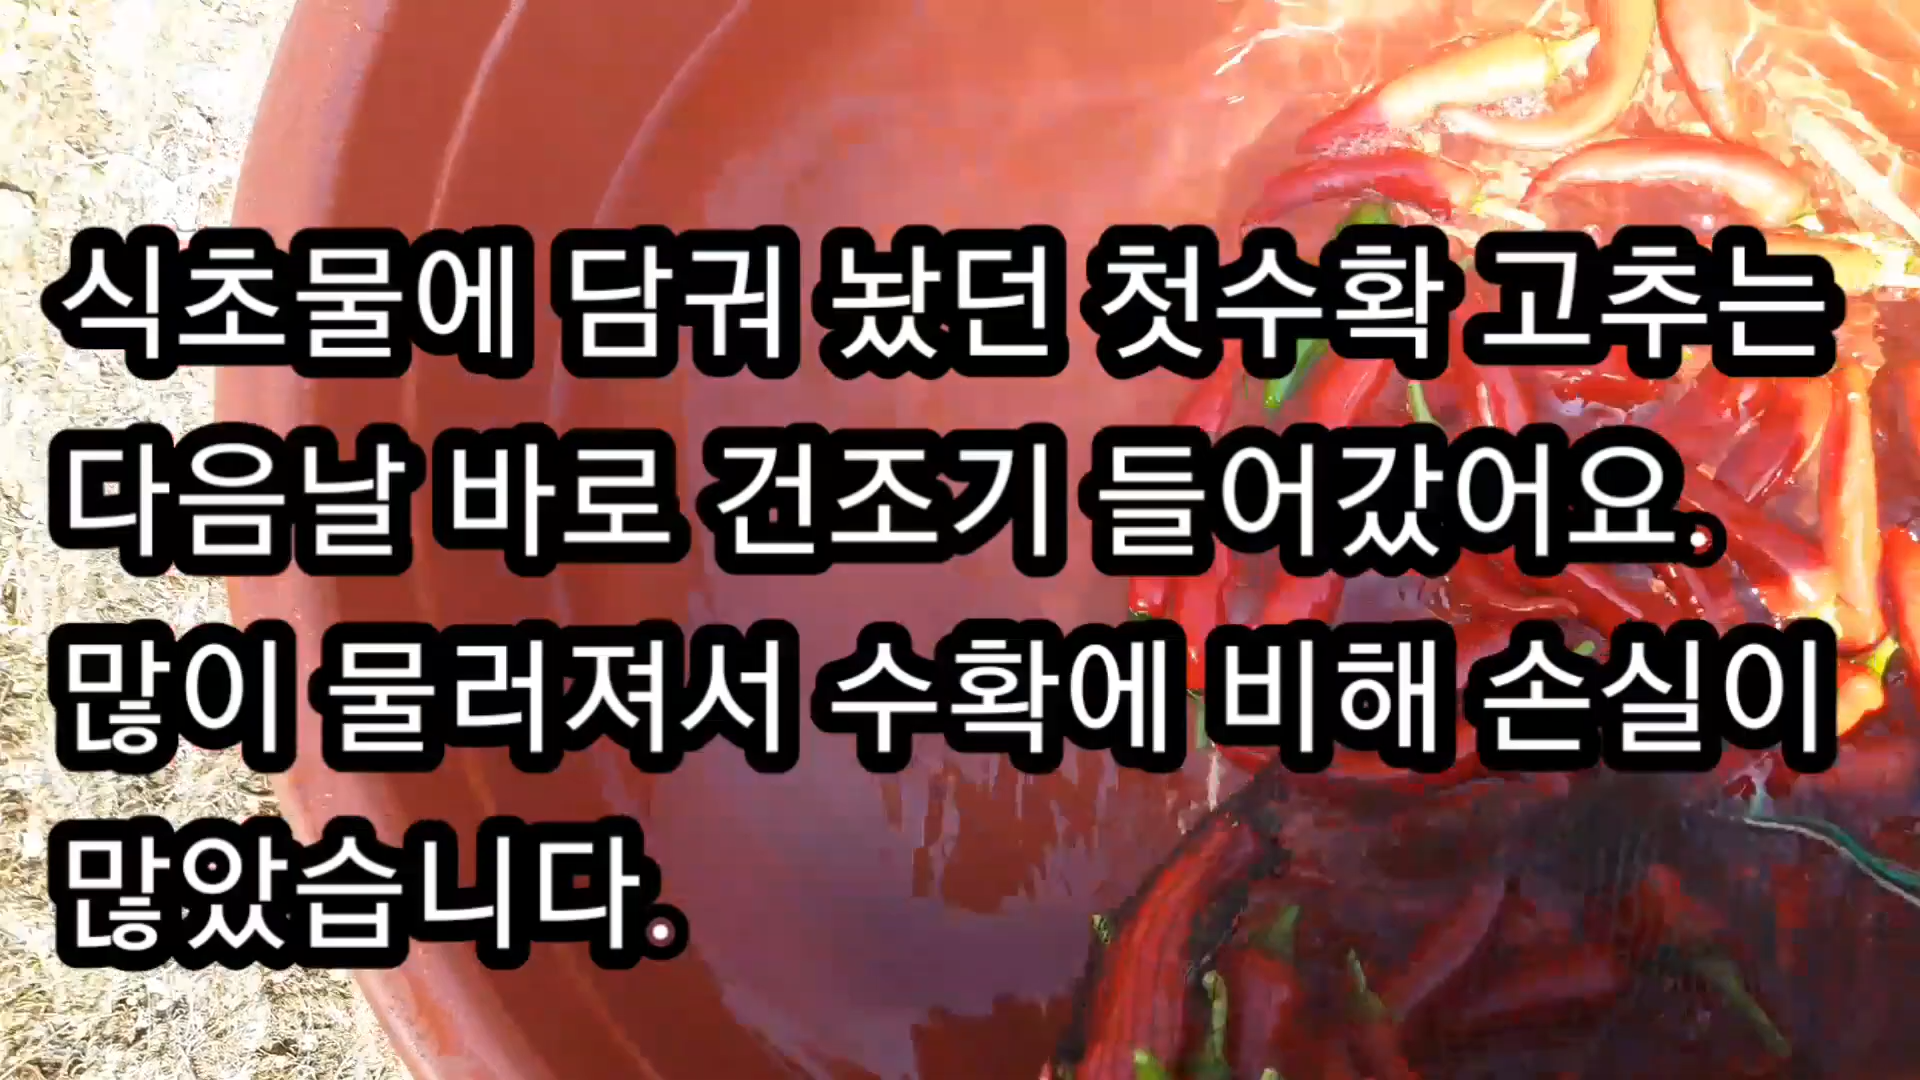 식초물에 담궈 놨던 첫수확 고추는
다음날 바로 건조기 들어갔어요.
많이 물러져서 수확에 비해 손실이
많았습니다.